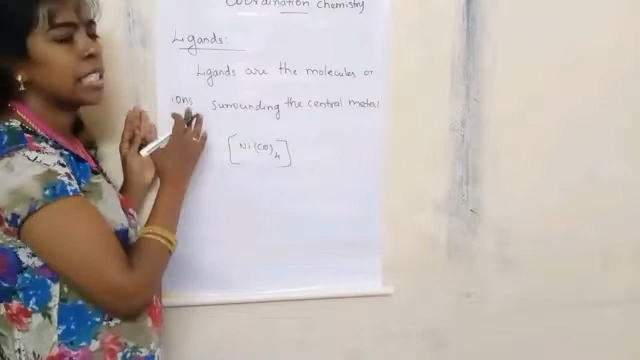 Coordination chemistry
Ligands:
Ligands are the molecules or
ions surrounding the central metal
[Ni(CO)4]